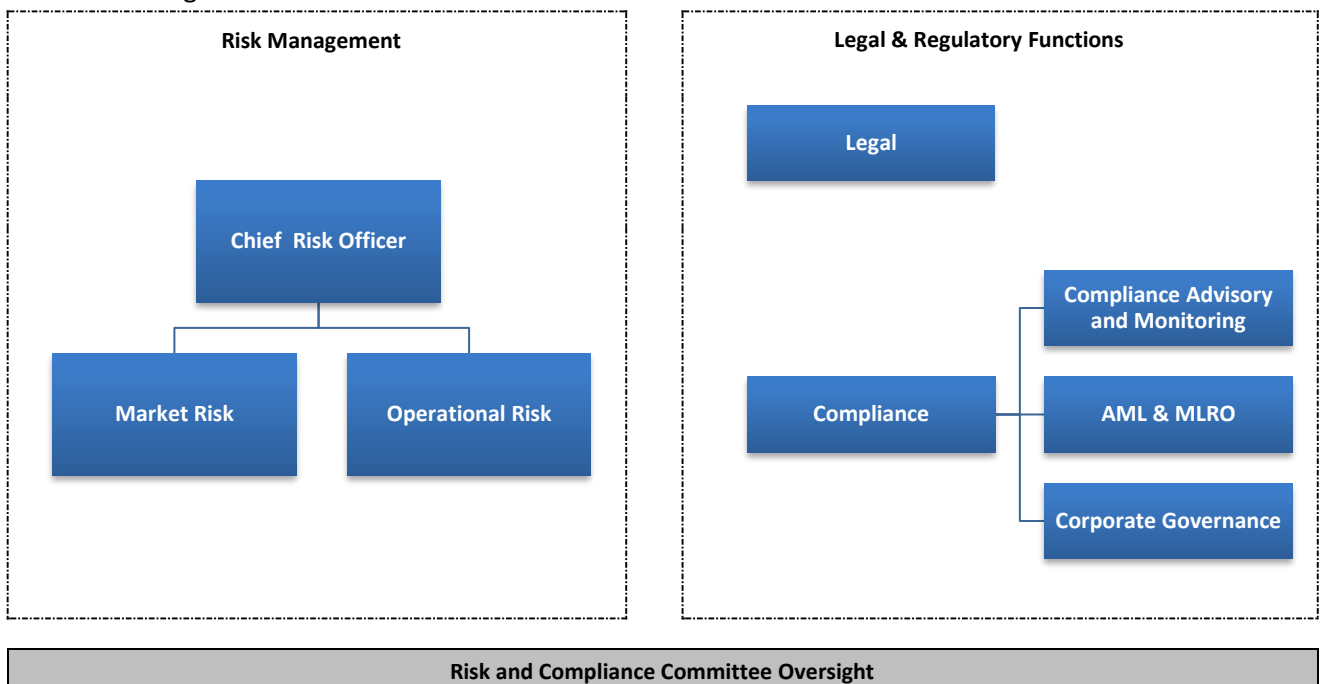 Risk Management
Chief Risk Officer
Market Risk
Operational Risk
Legal & Regulatory Functions
Legal
Compliance
Compliance Advisory
and Monitoring
AML & MLRO
Corporate Governance
Risk and Compliance Committee Oversight